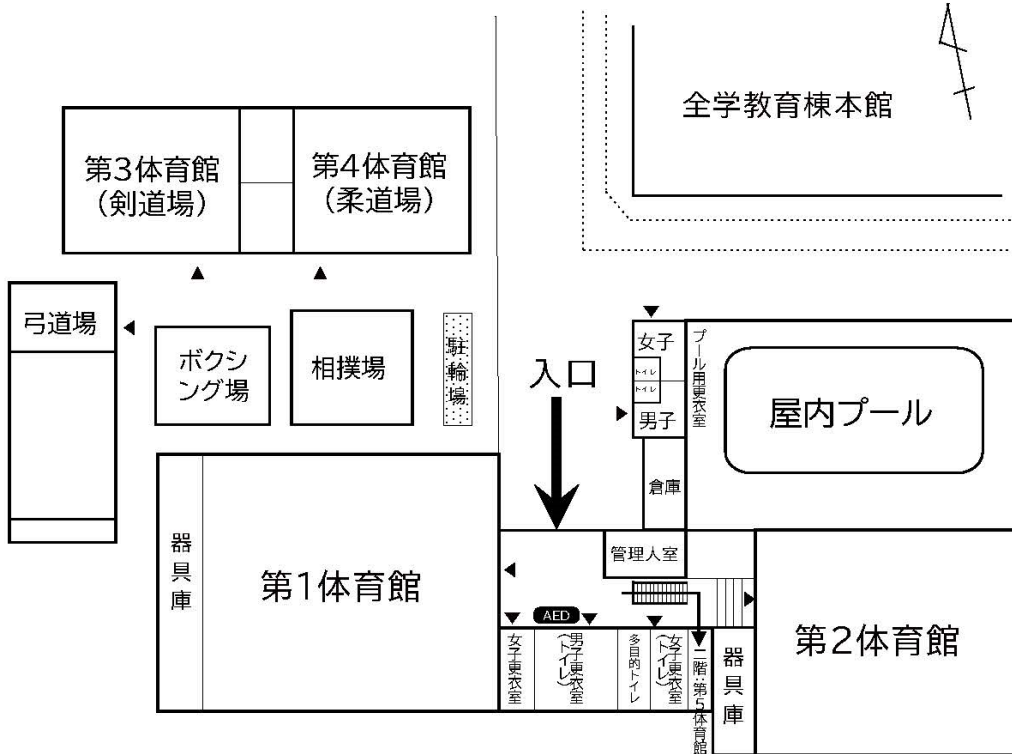 全学教育棟本館
第3体育館
(剣道場)
第4体育館
(柔道場)
弓道場
ボクシ
ング場
相撲場
駐輪場
入口
女子
トイレ
トイレ
男子
プール用更衣室
屋内プール
倉庫
器具庫
第1体育館
管理人室
AED
女子更衣室
男子更衣室
(トイレ)
多目的トイレ
女子更衣室
(トイレ)
二階:第5体育館
器具庫
第2体育館